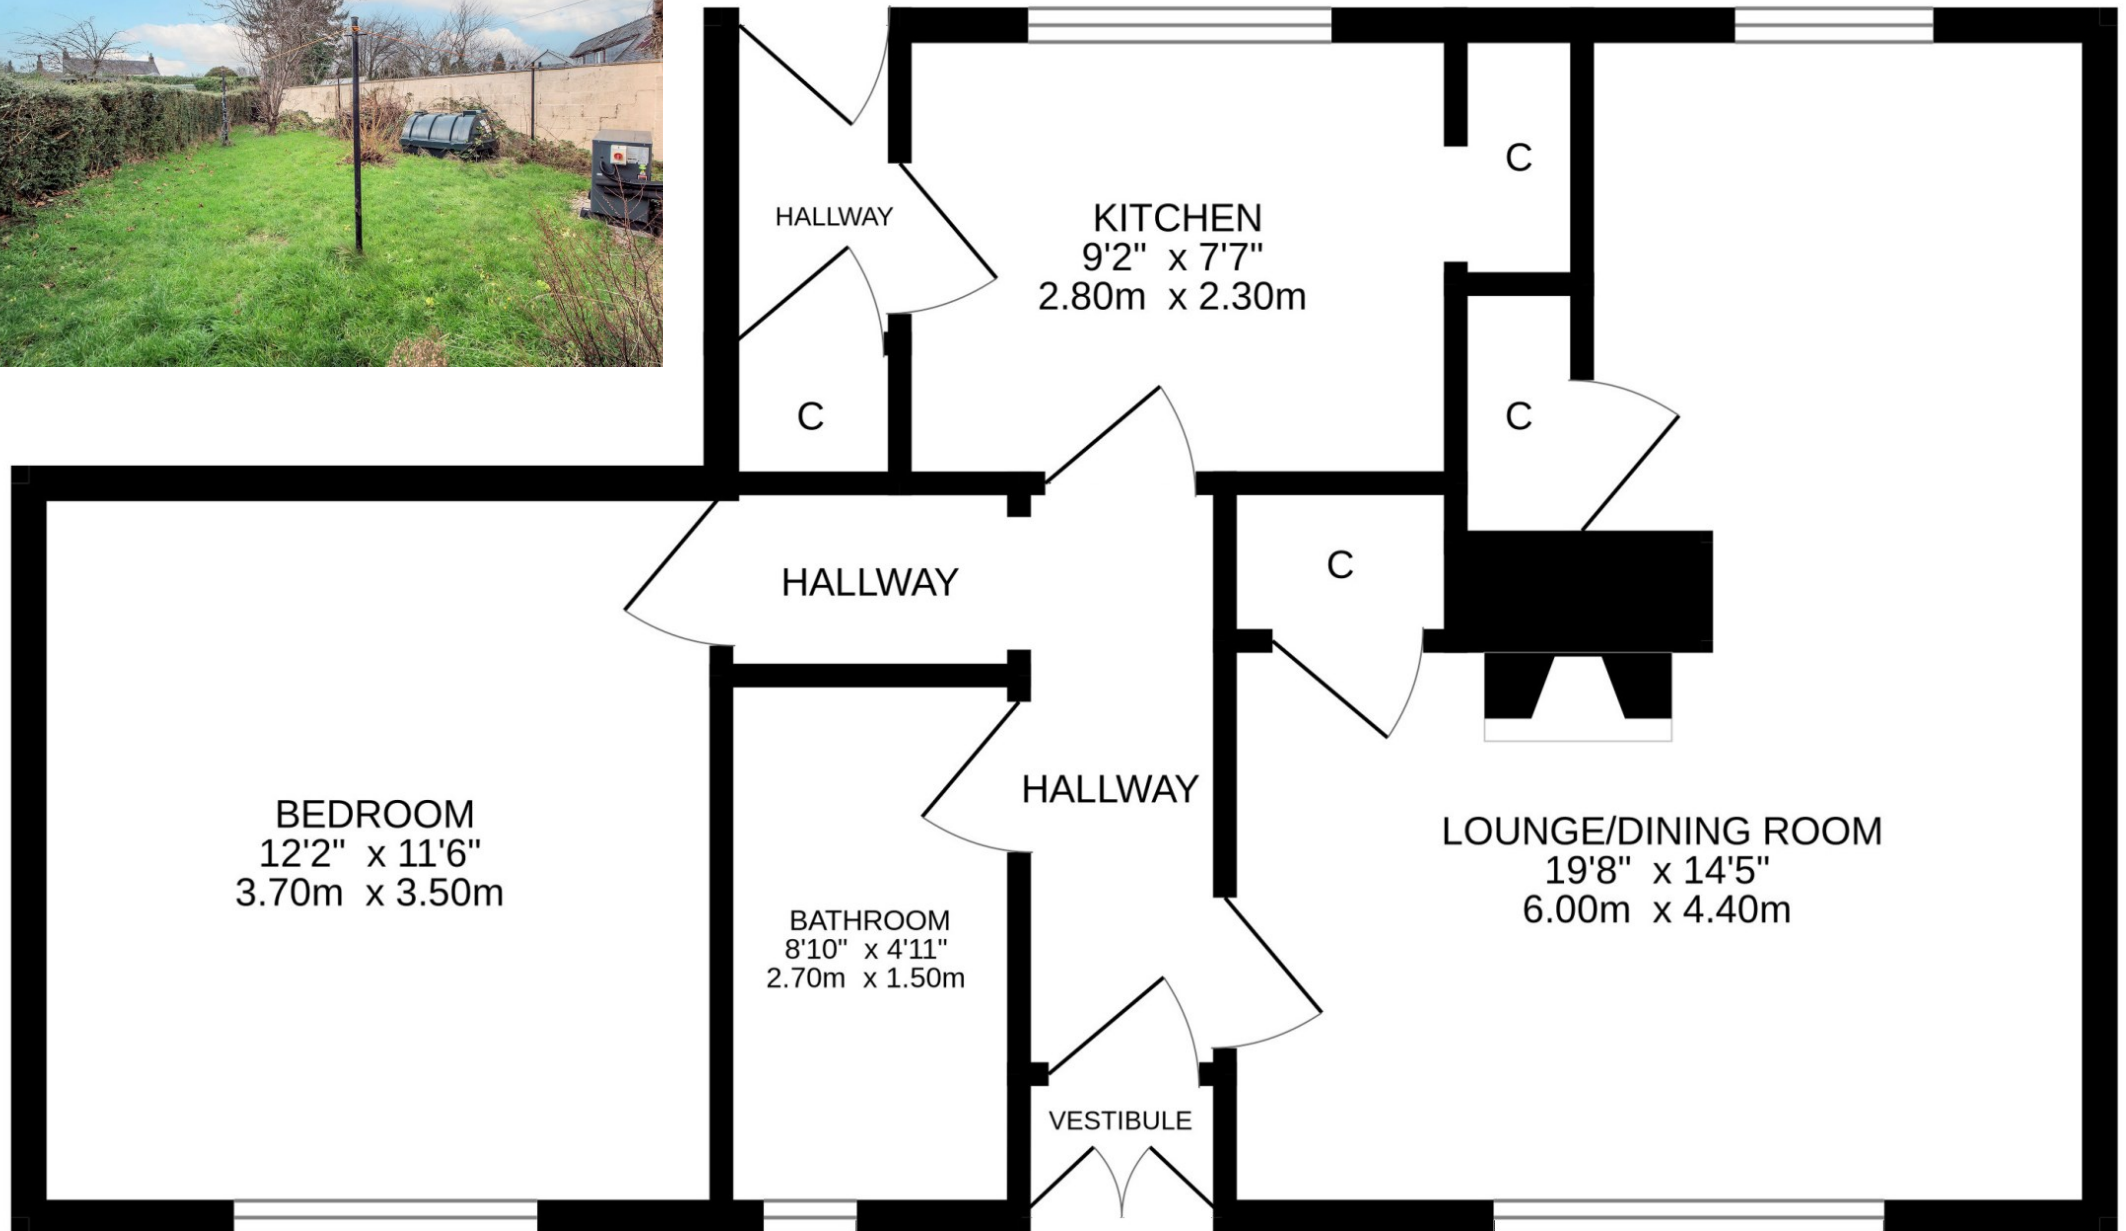 C
HALLWAY
KITCHEN
9'2" x 7'7"
2.80m x 2.30m
C
C
HALLWAY
C
HALLWAY
BEDROOM
12'2" x 11'6"
3.70m x 3.50m
LOUNGE/DINING ROOM
19'8" x 14'5"
6.00m x 4.40m
BATHROOM
8'10" x 4'11"
2.70m x 1.50m
VESTIBULE